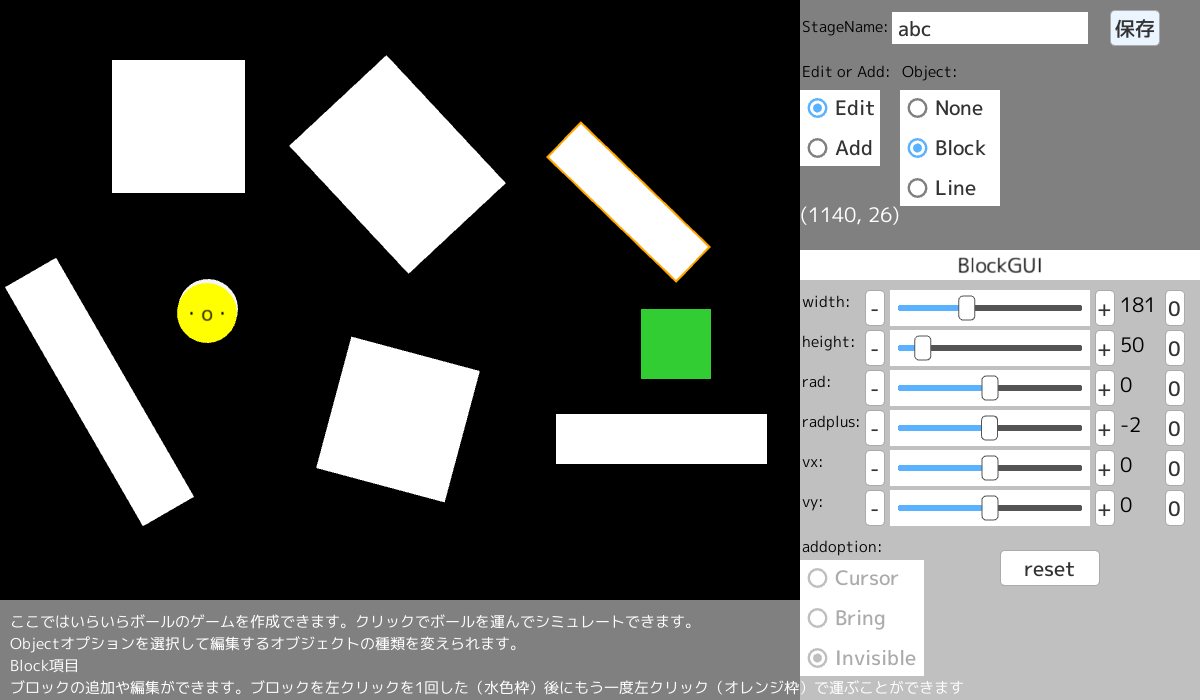 StageName: abc 保存
Edit or Add: Object:
Edit None
Add Block
Line
(1140, 26)
BlockGUI
width: - + 181 0
height: - + 50 0
rad: - + 0 0
radplus: - + -2 0
vx: - + 0 0
vy: - + 0 0
addoption:
Cursor reset
Bring
Invisible
・o・
ここではいらいらボールのゲームを作成できます。クリックでボールを運んでシミュレートできます。
Objectオプションを選択して編集するオブジェクトの種類を変えられます。
Block項目
ブロックの追加や編集ができます。ブロックを左クリックを1回した（水色枠）後にもう一度左クリック（オレンジ枠）で運ぶことができます